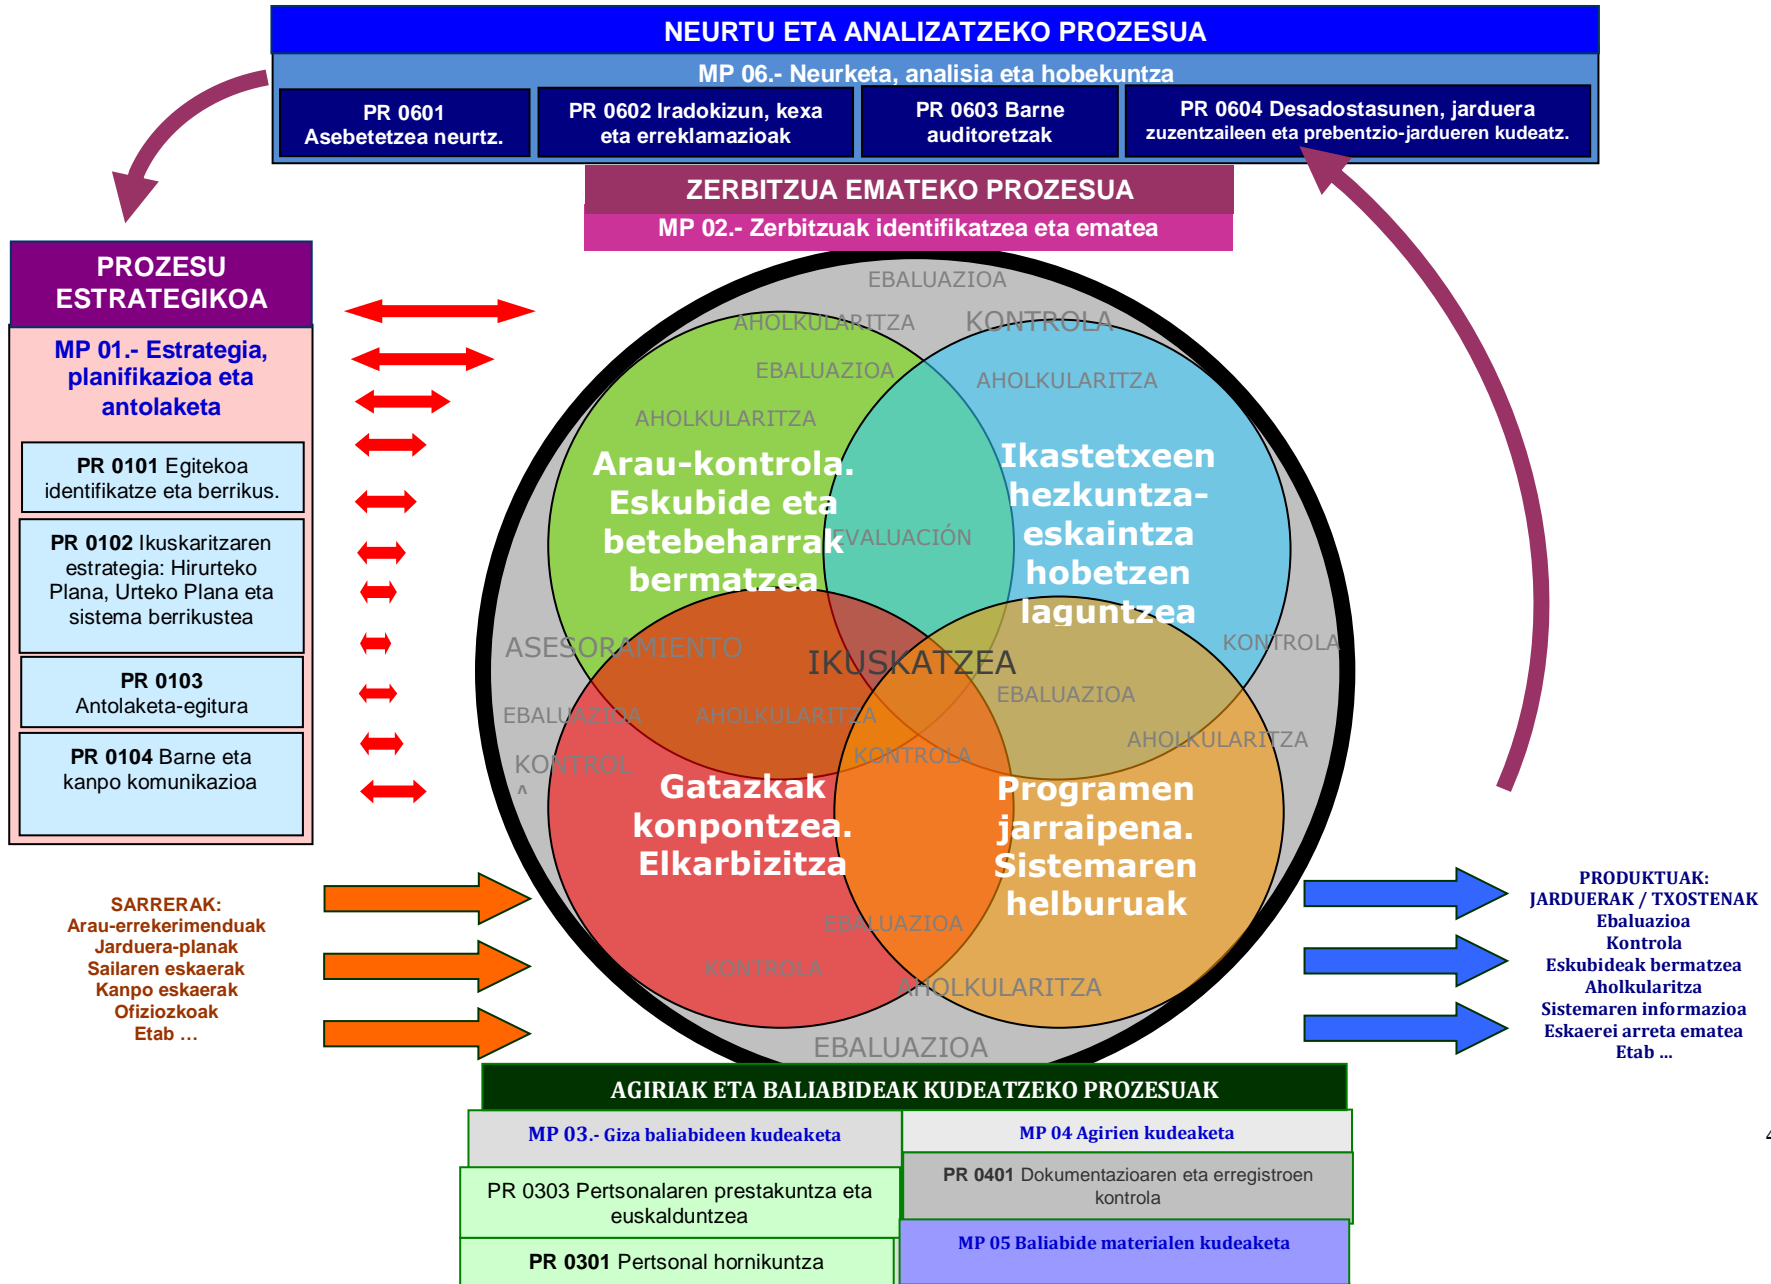 NEURTU ETA ANALIZATZEKO PROZESUA
MP 06.- Neurketa, analisia eta hobekuntza
PR 0601
Asebetetzea neurtz.
PR 0602 Iradokizun, kexa
eta erreklamazioak
PR 0603 Barne
auditoretzak
PR 0604 Desadostasunen, jarduera
zuzentzaileen eta prebentzio-jardueren kudeatz.
ZERBITZUA EMATEKO PROZESUA
MP 02.- Zerbitzuak identifikatzea eta ematea
PROZESU
ESTRATEGIKOA
MP 01.- Estrategia,
planifikazioa eta
antolaketa
PR 0101 Egitekoa
identifikatze eta berrikus.
PR 0102 Ikuskaritzaren
estrategia: Hirurteko
Plana, Urteko Plana eta
sistema berrikustea
PR 0103
Antolaketa-egitura
PR 0104 Barne eta
kanpo komunikazioa
EBALUAZIOA
AHOLKULARITZA
KONTROLA
EBALUAZIOA
AHOLKULARITZA
AHOLKULARITZA
Arau-kontrola.
Eskubide eta
betebeharrak
bermatzea
Ikastetxeen
hezkuntza-
eskaintza
hobetzen
laguntzea
EVALUACIÓN
ASESORAMIENTO
IKUSKATZEA
KONTROLA
EBALUAZIOA
EBALUAZIOA
AHOLKULARITZA
AHOLKULARITZA
KONTROLA
KONTROL
A
Gatazkak
konpontzea.
Elkarbizitza
Programen
jarraipena.
Sistemaren
helburuak
EBALUAZIOA
KONTROLA
AHOLKULARITZA
EBALUAZIOA
SARRERAK:
Arau-errekerimenduak
Jarduera-planak
Sailaren eskaerak
Kanpo eskaerak
Ofiziozkoak
Etab ...
PRODUKTUAK:
JARDUERAK / TXOSTENAK
Ebaluazioa
Kontrola
Eskubideak bermatzea
Aholkularitza
Sistemaren informazioa
Eskaerei arreta ematea
Etab ...
AGIRIAK ETA BALIABIDEAK KUDEATZEKO PROZESUAK
MP 03.- Giza baliabideen kudeaketa
PR 0303 Pertsonalaren prestakuntza eta
euskalduntzea
PR 0301 Pertsonal hornikuntza
MP 04 Agirien kudeaketa
PR 0401 Dokumentazioaren eta erregistroen
kontrola
MP 05 Baliabide materialen kudeaketa